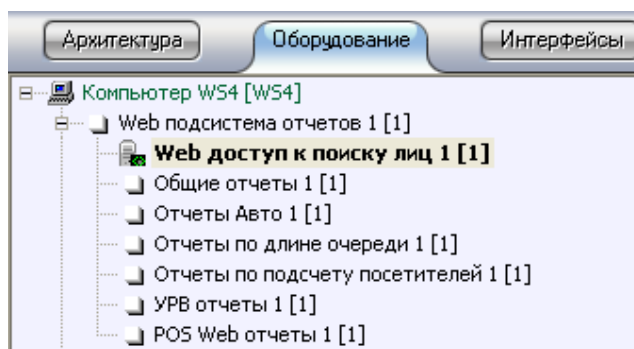 Архитектура Оборудование Интерфейсы
Компьютер WS4 [WS4]
Web подсистема отчетов 1 [1]
Web доступ к поиску лиц 1 [1]
Общие отчеты 1 [1]
Отчеты Авто 1 [1]
Отчеты по длине очереди 1 [1]
Отчеты по подсчету посетителей 1 [1]
УРВ отчеты 1 [1]
POS Web отчеты 1 [1]